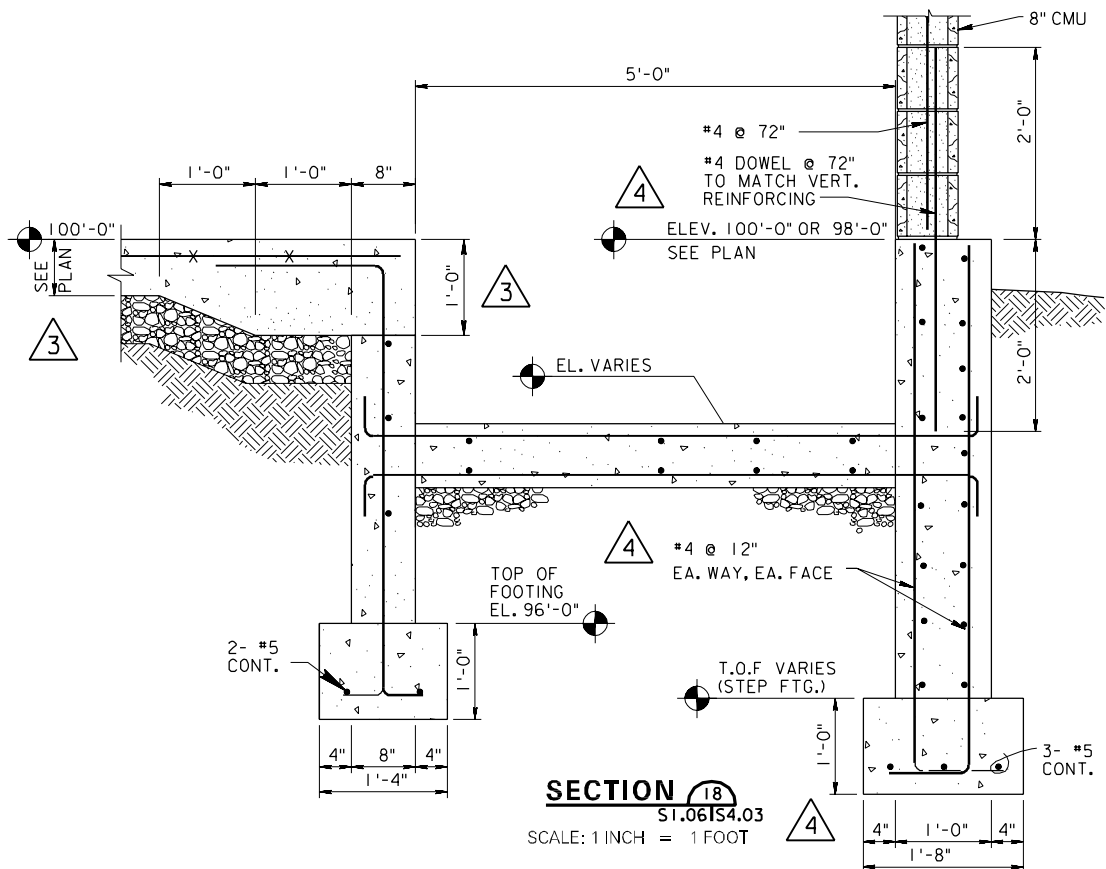 8" CMU
5'-0"
#4 @ 72"
2'-0"
#4 DOWEL @ 72"
TO MATCH VERT.
REINFORCING
1'-0"
1'-0"
8"
4
100'-0"
ELEV. 100'-0" OR 98'-0"
SEE PLAN
SEE
PLAN
1'-0"
3
3
2'-0"
EL. VARIES
4
#4 @ 12"
EA. WAY, EA. FACE
TOP OF
FOOTING
EL. 96'-0"
2- #5
CONT.
1'-0"
T.O.F VARIES
(STEP FTG.)
1'-0"
3- #5
CONT.
4"
8"
4"
1'-4"
SECTION 18
S1.06|S4.03
SCALE: 1 INCH = 1 FOOT
4
4"
1'-0"
4"
1'-8"